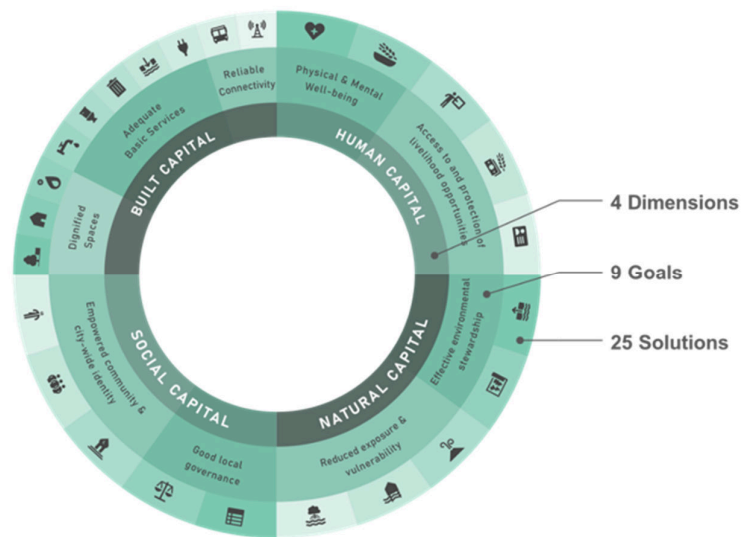 Reliable
Connectivity
Physical & Mental
Well-being
Adequate
Basic Services
Access to and protection of
livelihood opportunities
BUILT CAPITAL
HUMAN CAPITAL
Dignified
Spaces
4 Dimensions
9 Goals
25 Solutions
Empowered community &
city-wide identity
SOCIAL CAPITAL
NATURAL CAPITAL
Effective environmental
stewardship
Good local
governance
Reduced exposure &
vulnerability